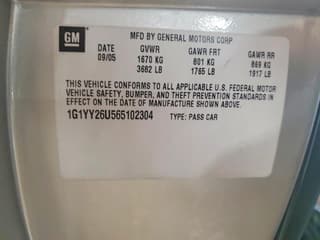 GM
MFD BY GENERAL MOTORS CORP
DATE GVWR GAWR FRT GAWR RR
09/05 1670 KG 801 KG 869 KG
3682 LB 1765 LB 1917 LB
THIS VEHICLE CONFORMS TO ALL APPLICABLE U.S. FEDERAL MOTOR
VEHICLE SAFETY, BUMPER, AND THEFT PREVENTION STANDARDS IN
EFFECT ON THE DATE OF MANUFACTURE SHOWN ABOVE.
1G1YY26U565102304 TYPE: PASS CAR